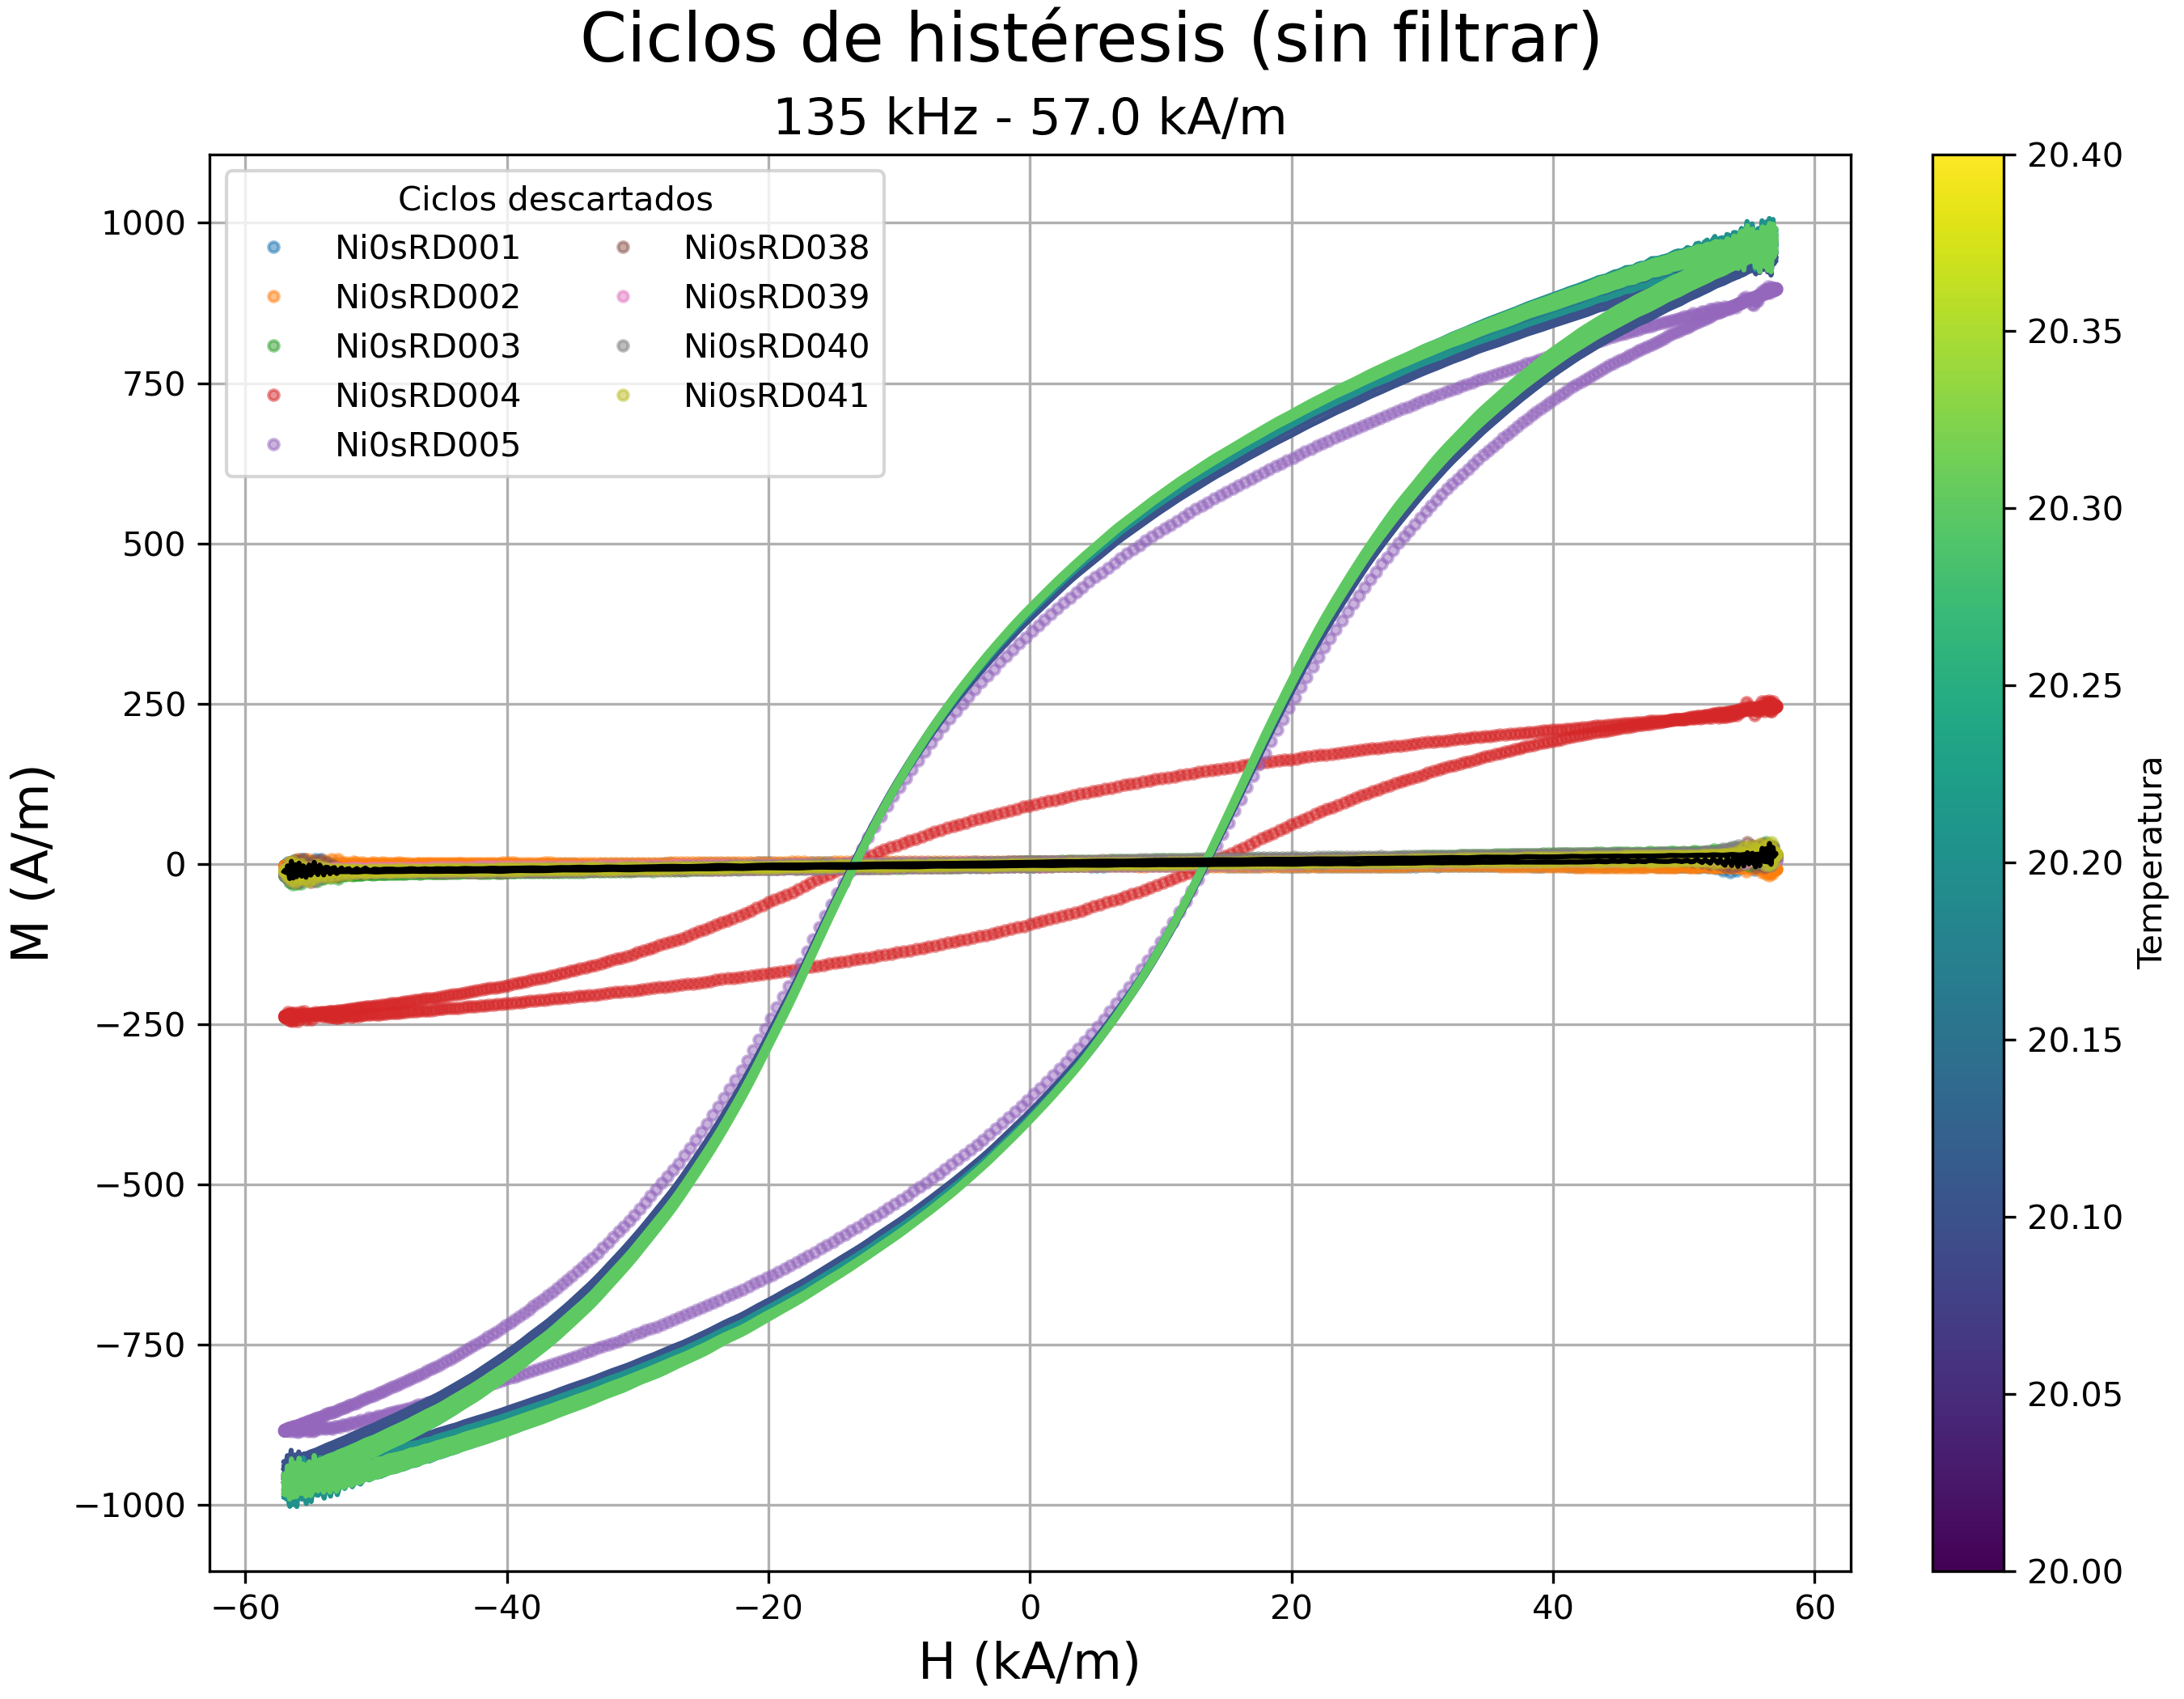 Ciclos de histéresis (sin filtrar)
135 kHz - 57.0 kA/m
Ciclos descartados
Ni0sRD001
Ni0sRD002
Ni0sRD003
Ni0sRD004
Ni0sRD005
Ni0sRD038
Ni0sRD039
Ni0sRD040
Ni0sRD041
M (A/m)
1000
750
500
250
0
−250
−500
−750
−1000
−60
−40
−20
0
20
40
60
H (kA/m)
20.40
20.35
20.30
20.25
20.20
20.15
20.10
20.05
20.00
Temperatura